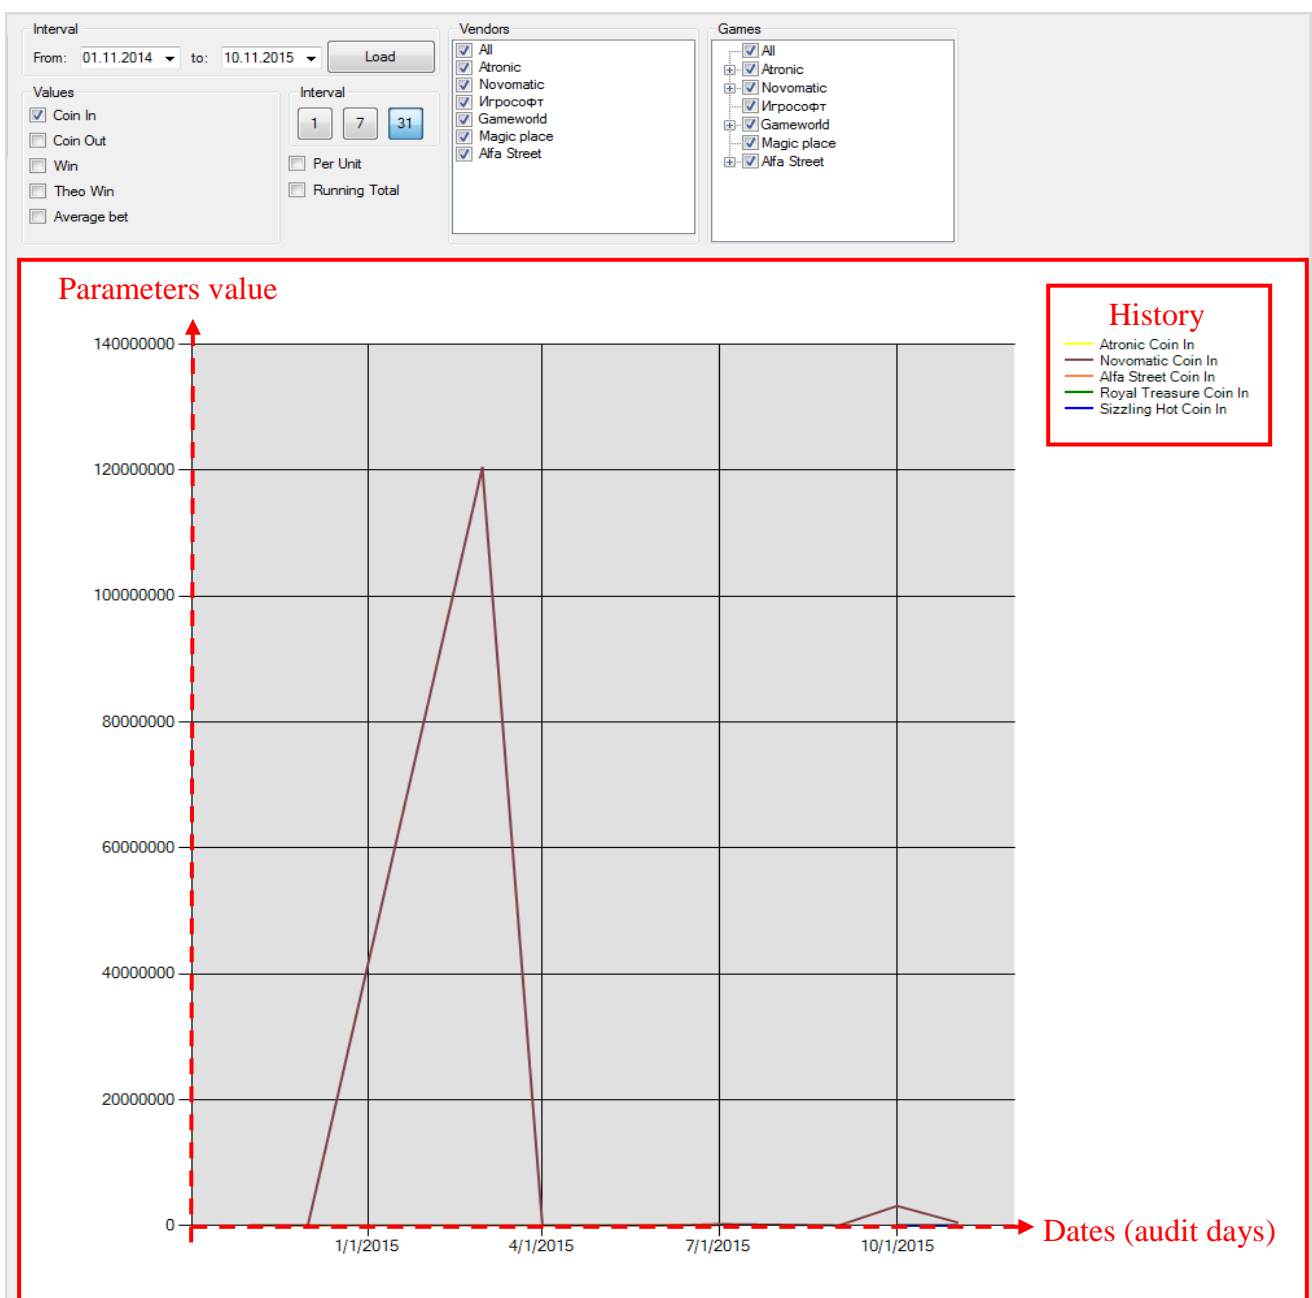 Interval
From: 01.11.2014 to: 10.11.2015 Load
Values
Coin In
Coin Out
Win
Theo Win
Average bet
Interval
1 7 31
Per Unit
Running Total
Vendors
All
Atronic
Novomatic
Игрософт
Gameworld
Magic place
Alfa Street
Games
All
Atronic
Novomatic
Игрософт
Gameworld
Magic place
Alfa Street
Parameters value
History
Atronic Coin In
Novomatic Coin In
Alfa Street Coin In
Royal Treasure Coin In
Sizzling Hot Coin In
140000000
120000000
100000000
80000000
60000000
40000000
20000000
0
1/1/2015 4/1/2015 7/1/2015 10/1/2015
Dates (audit days)